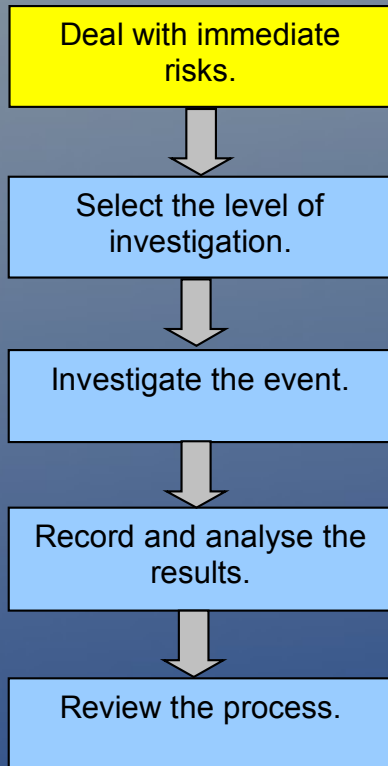 Deal with immediate
risks.
Select the level of
investigation.
Investigate the event.
Record and analyse the
results.
Review the process.